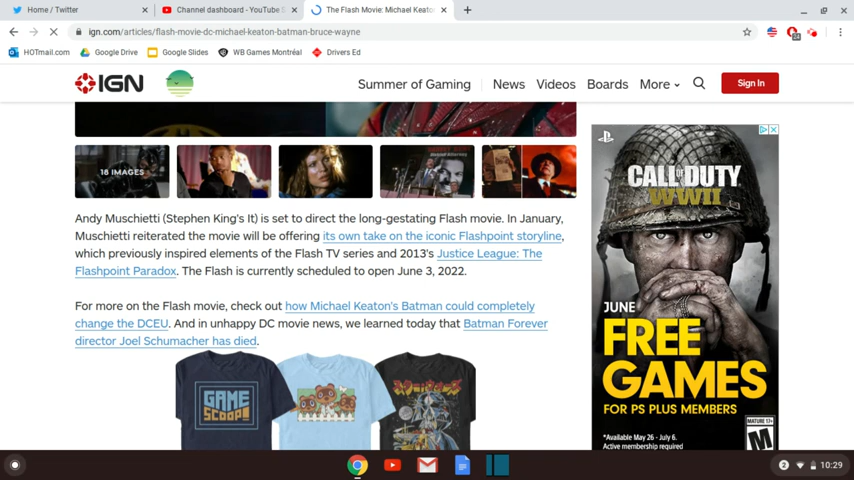 Home / Twitter
Channel dashboard - YouTube S
The Flash Movie: Michael Keato
ign.com/articles/flash-movie-dc-michael-keaton-batman-bruce-wayne
HOTmail.com
Google Drive
Google Slides
WB Games Montréal
Drivers Ed
IGN
Summer of Gaming
News
Videos
Boards
More
Sign In
18 IMAGES
Andy Muschietti (Stephen King's It) is set to direct the long-gestating Flash movie. In January,
Muschietti reiterated the movie will be offering its own take on the iconic Flashpoint storyline,
which previously inspired elements of the Flash TV series and 2013's Justice League: The
Flashpoint Paradox. The Flash is currently scheduled to open June 3, 2022.
For more on the Flash movie, check out how Michael Keaton's Batman could completely
change the DCEU. And in unhappy DC movie news, we learned today that Batman Forever
director Joel Schumacher has died.
GAME
SCOOP!
CALL OF DUTY
WWII
JUNE
FREE
GAMES
FOR PS PLUS MEMBERS
*Available May 26 - July 6.
Active membership required
MATURE 17+
M
2
10:29